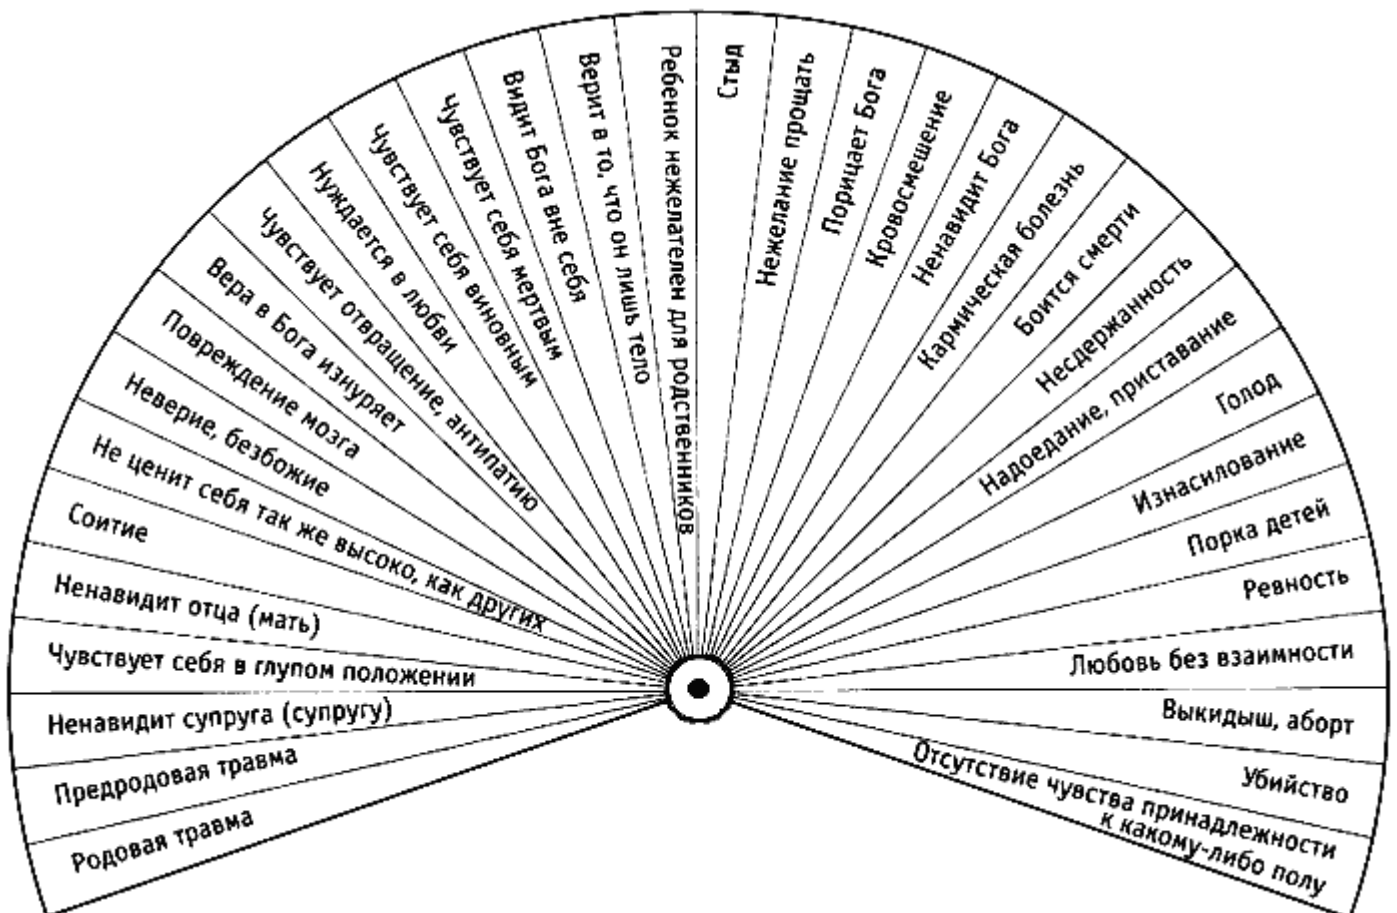 Родовая травма
Предродовая травма
Ненавидит супруга (супругу)
Чувствует себя в глупом положении
Ненавидит отца (мать)
Соитие
Не ценит себя так же высоко, как других
Неверие, безбожие
Повреждение мозга
Вера в Бога изнуряет
Чувствует отвращение, антипатию
Нуждается в любви
Чувствует себя виновным
Чувствует себя мертвым
Видит Бога вне себя
Верит в то, что он лишь тело
Ребенок нежелателен для родственников
Стыд
Нежелание прощать
Порицает Бога
Кровосмешение
Ненавидит Бога
Кармическая болезнь
Боится смерти
Несдержанность
Надоедание, приставание
Голод
Изнасилование
Порка детей
Ревность
Любовь без взаимности
Выкидыш, аборт
Убийство
Отсутствие чувства принадлежности
к какому-либо полу